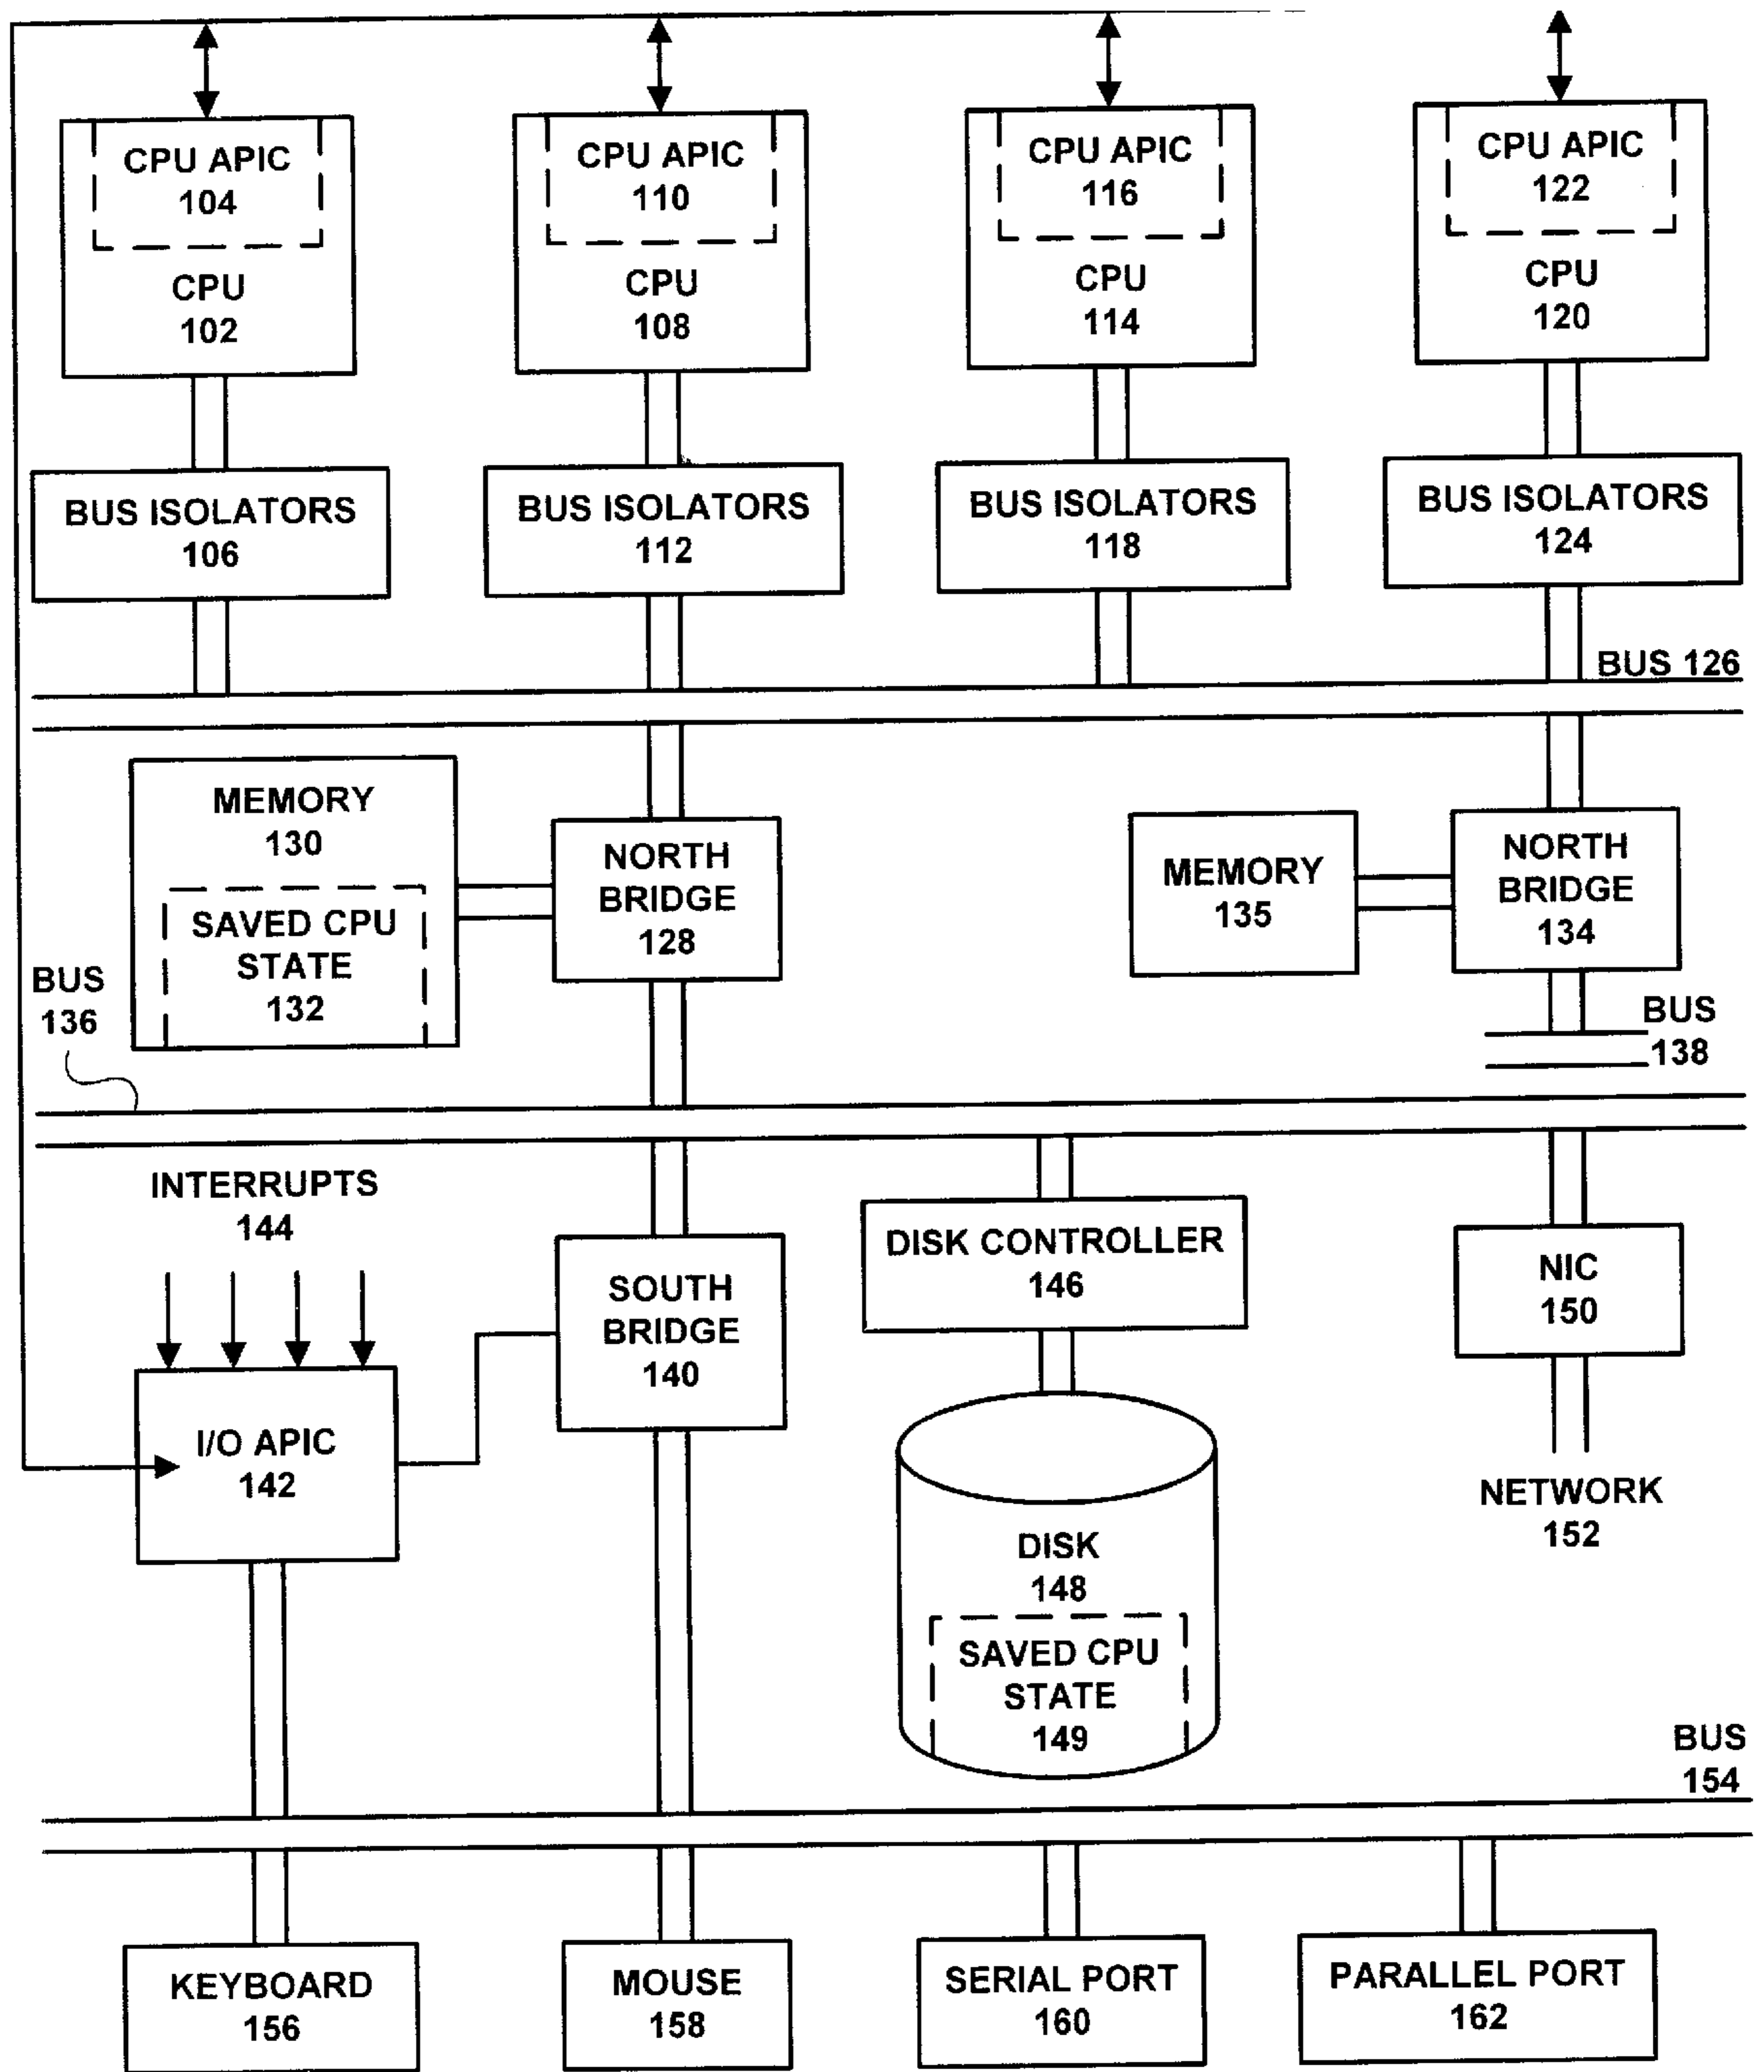 CPU APIC
104
CPU
102
CPU APIC
110
CPU
108
CPU APIC
116
CPU
114
CPU APIC
122
CPU
120
BUS ISOLATORS
106
BUS ISOLATORS
112
BUS ISOLATORS
118
BUS ISOLATORS
124
BUS 126
MEMORY
130
SAVED CPU
STATE
132
NORTH
BRIDGE
128
MEMORY
135
NORTH
BRIDGE
134
BUS
136
BUS
138
INTERRUPTS
144
SOUTH
BRIDGE
140
DISK CONTROLLER
146
NIC
150
I/O APIC
142
NETWORK
152
DISK
148
SAVED CPU
STATE
149
BUS
154
KEYBOARD
156
MOUSE
158
SERIAL PORT
160
PARALLEL PORT
162